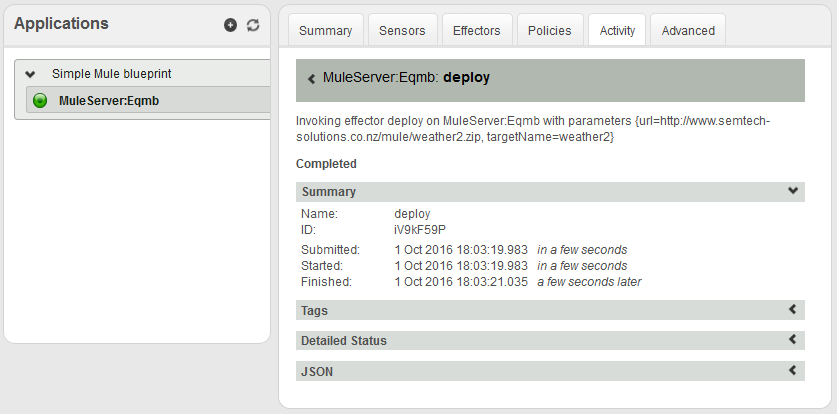 Applications
Simple Mule blueprint
MuleServer:Eqmb
Summary
Sensors
Effectors
Policies
Activity
Advanced
MuleServer:Eqmb: deploy
Invoking effector deploy on MuleServer:Eqmb with parameters {url=http://www.semtech-
solutions.co.nz/mule/weather2.zip, targetName=weather2}
Completed
Summary
Name: deploy
ID: iV9kF59P
Submitted: 1 Oct 2016 18:03:19.983 in a few seconds
Started: 1 Oct 2016 18:03:19.983 in a few seconds
Finished: 1 Oct 2016 18:03:21.035 a few seconds later
Tags
Detailed Status
JSON